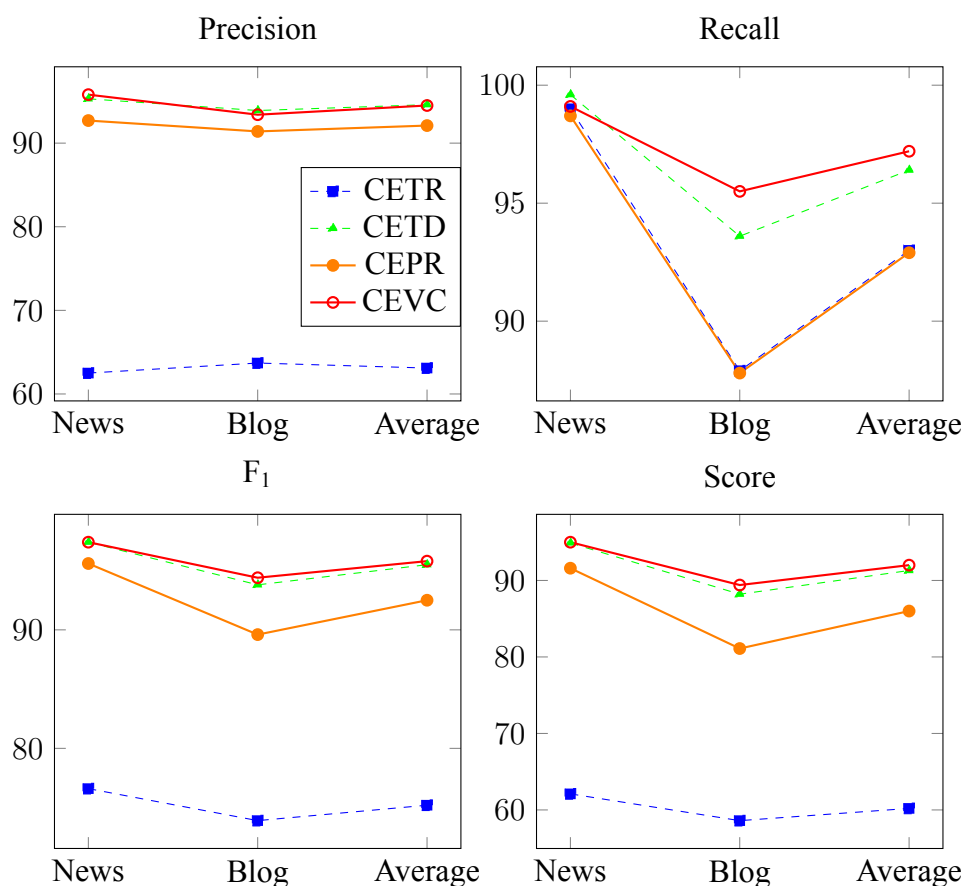 Precision
90
80
70
60
CETR
CETD
CEPR
CEVC
News Blog Average
Recall
100
95
90
News Blog Average
F₁
90
80
News Blog Average
Score
90
80
70
60
News Blog Average